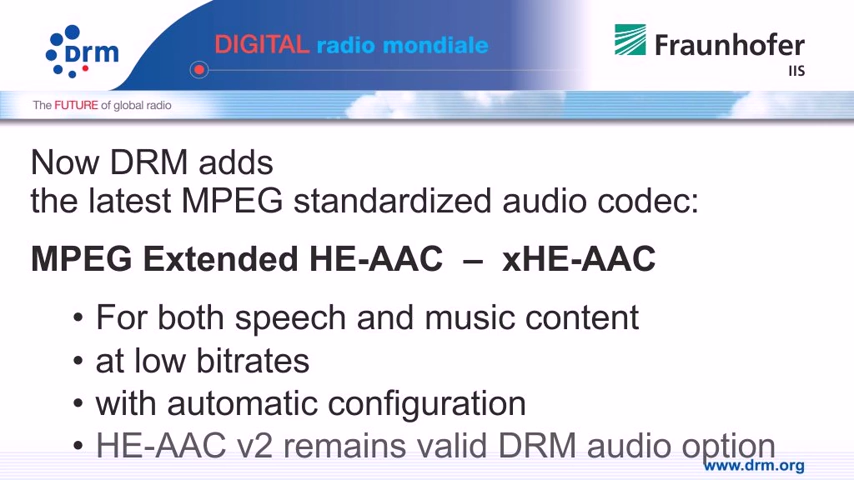 Drm
DIGITAL radio mondiale
Fraunhofer
IIS
The FUTURE of global radio
Now DRM adds
the latest MPEG standardized audio codec:
MPEG Extended HE-AAC – xHE-AAC
• For both speech and music content
• at low bitrates
• with automatic configuration
• HE-AAC v2 remains valid DRM audio option
www.drm.org